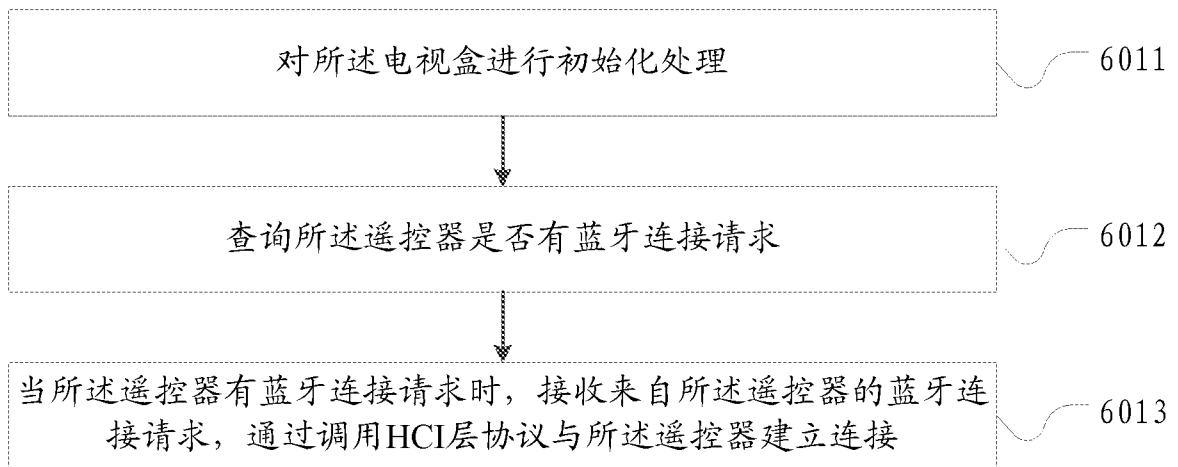 对所述电视盒进行初始化处理
6011
查询所述遥控器是否有蓝牙连接请求
6012
当所述遥控器有蓝牙连接请求时，接收来自所述遥控器的蓝牙连
接请求，通过调用HCI层协议与所述遥控器建立连接
6013